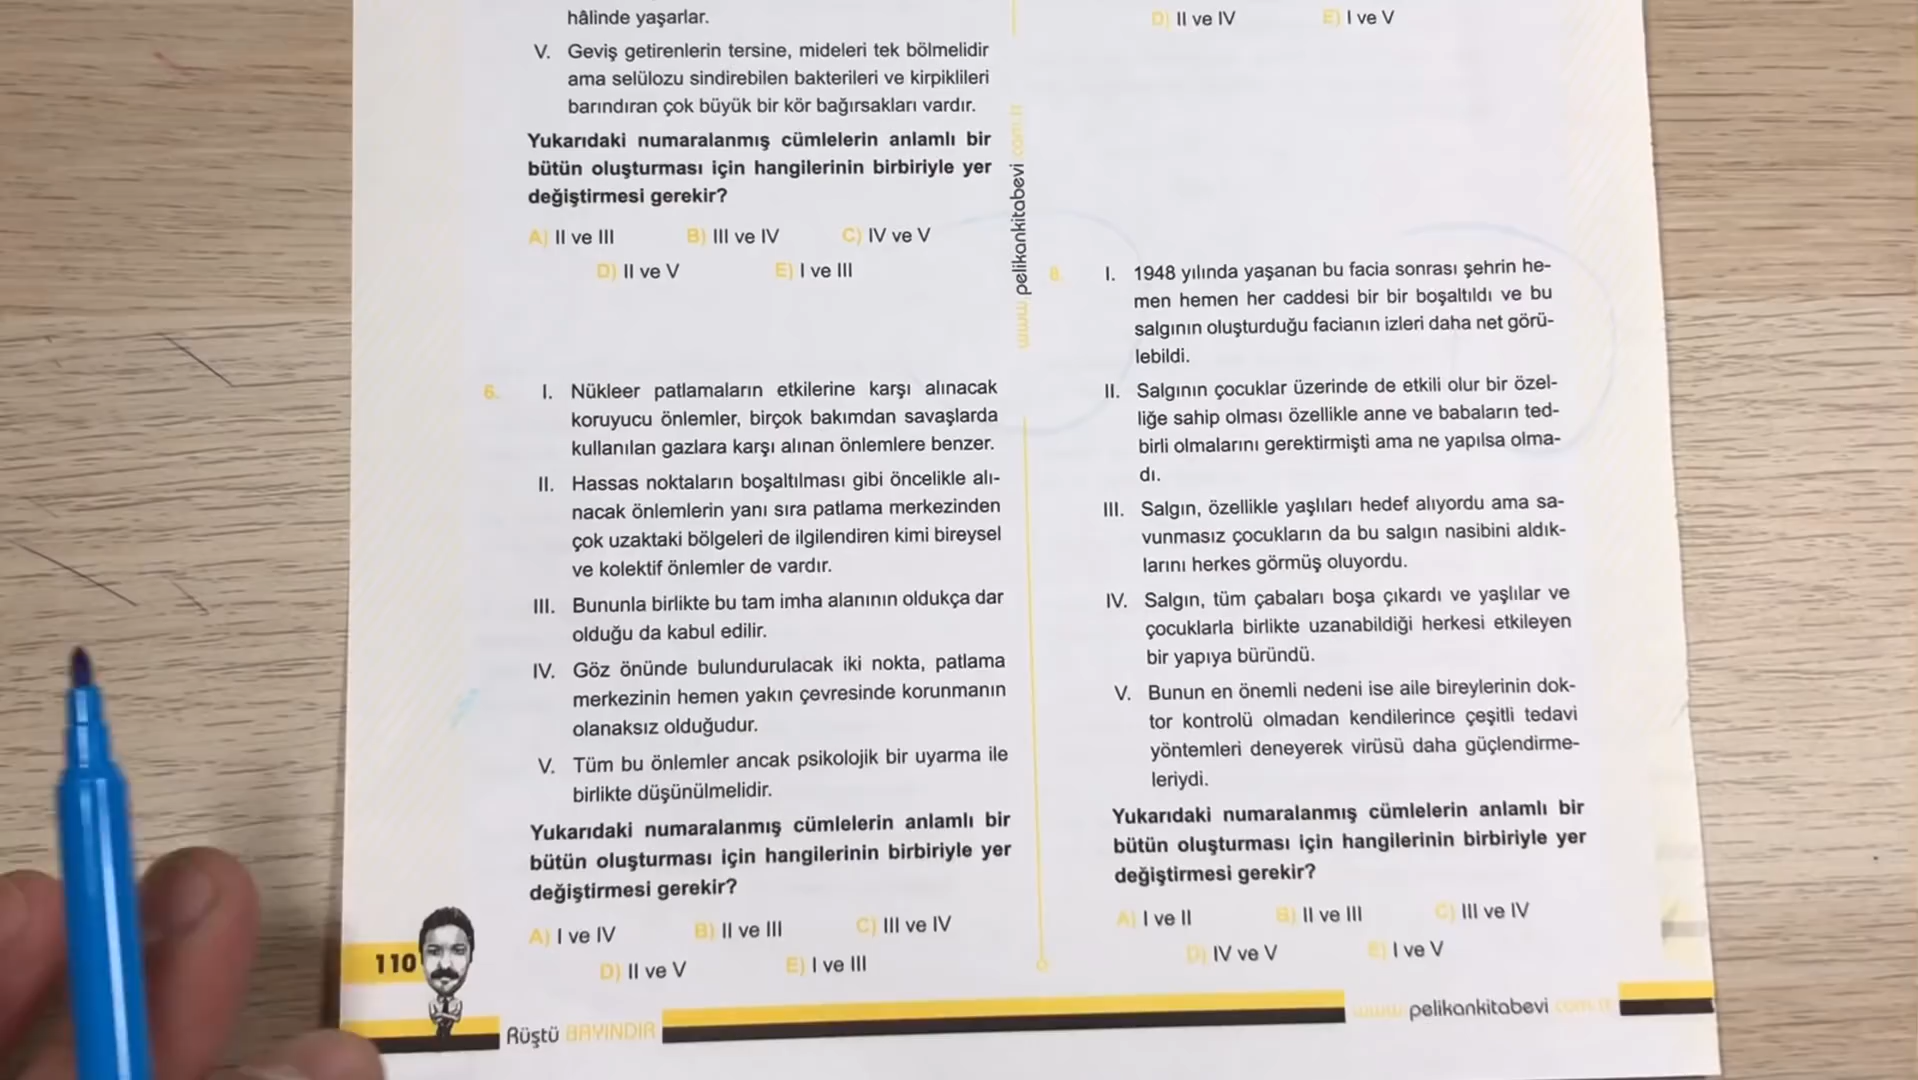 hâlinde yaşarlar.
V. Geviş getirenlerin tersine, mideleri tek bölmelidir
ama selülozu sindirebilen bakterileri ve kirpiklileri
barındıran çok büyük bir kör bağırsakları vardır.
Yukarıdaki numaralanmış cümlelerin anlamlı bir
bütün oluşturması için hangilerinin birbiriyle yer
değiştirmesi gerekir?
A) II ve III B) III ve IV C) IV ve V
D) II ve V E) I ve III
6. I. Nükleer patlamaların etkilerine karşı alınacak
koruyucu önlemler, birçok bakımdan savaşlarda
kullanılan gazlara karşı alınan önlemlere benzer.
II. Hassas noktaların boşaltılması gibi öncelikle alı-
nacak önlemlerin yanı sıra patlama merkezinden
çok uzaktaki bölgeleri de ilgilendiren kimi bireysel
ve kolektif önlemler de vardır.
III. Bununla birlikte bu tam imha alanının oldukça dar
olduğu da kabul edilir.
IV. Göz önünde bulundurulacak iki nokta, patlama
merkezinin hemen yakın çevresinde korunmanın
olanaksız olduğudur.
V. Tüm bu önlemler ancak psikolojik bir uyarma ile
birlikte düşünülmelidir.
Yukarıdaki numaralanmış cümlelerin anlamlı bir
bütün oluşturması için hangilerinin birbiriyle yer
değiştirmesi gerekir?
A) I ve IV B) II ve III C) III ve IV
D) II ve V E) I ve III
110
Rüştü BAYINDIR
www.pelikankitabevi.com.tr
D) II ve IV E) I ve V
8. I. 1948 yılında yaşanan bu facia sonrası şehrin he-
men hemen her caddesi bir bir boşaltıldı ve bu
salgının oluşturduğu facianın izleri daha net görü-
lebildi.
II. Salgının çocuklar üzerinde de etkili olur bir özel-
liğe sahip olması özellikle anne ve babaların ted-
birli olmalarını gerektirmişti ama ne yapılsa olma-
dı.
III. Salgın, özellikle yaşlıları hedef alıyordu ama sa-
vunmasız çocukların da bu salgın nasibini aldık-
larını herkes görmüş oluyordu.
IV. Salgın, tüm çabaları boşa çıkardı ve yaşlılar ve
çocuklarla birlikte uzanabildiği herkesi etkileyen
bir yapıya büründü.
V. Bunun en önemli nedeni ise aile bireylerinin dok-
tor kontrolü olmadan kendilerince çeşitli tedavi
yöntemleri deneyerek virüsü daha güçlendirme-
leriydi.
Yukarıdaki numaralanmış cümlelerin anlamlı bir
bütün oluşturması için hangilerinin birbiriyle yer
değiştirmesi gerekir?
A) I ve II B) II ve III C) III ve IV
D) IV ve V E) I ve V
www.pelikankitabevi.com.tr